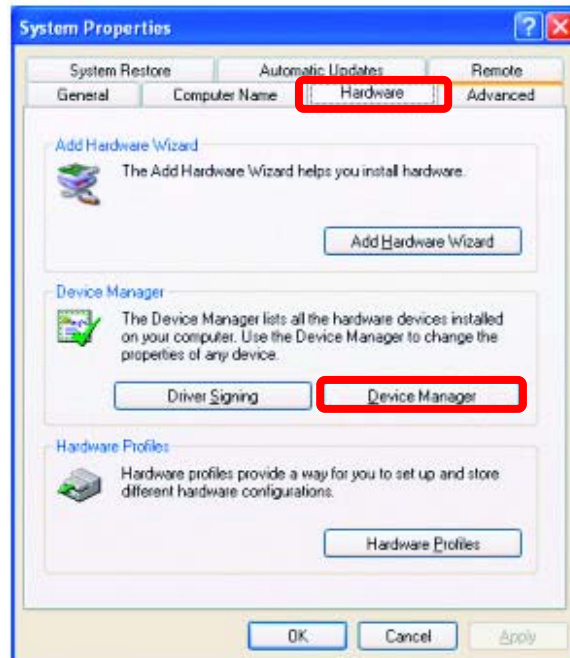 System Properties
System Restore Automatic Updates Remote
General Computer Name Hardware Advanced
Add Hardware Wizard
The Add Hardware Wizard helps you install hardware.
Add Hardware Wizard
Device Manager
The Device Manager lists all the hardware devices installed
on your computer. Use the Device Manager to change the
properties of any device.
Driver Signing Device Manager
Hardware Profiles
Hardware profiles provide a way for you to set up and store
different hardware configurations.
Hardware Profiles
OK Cancel Apply